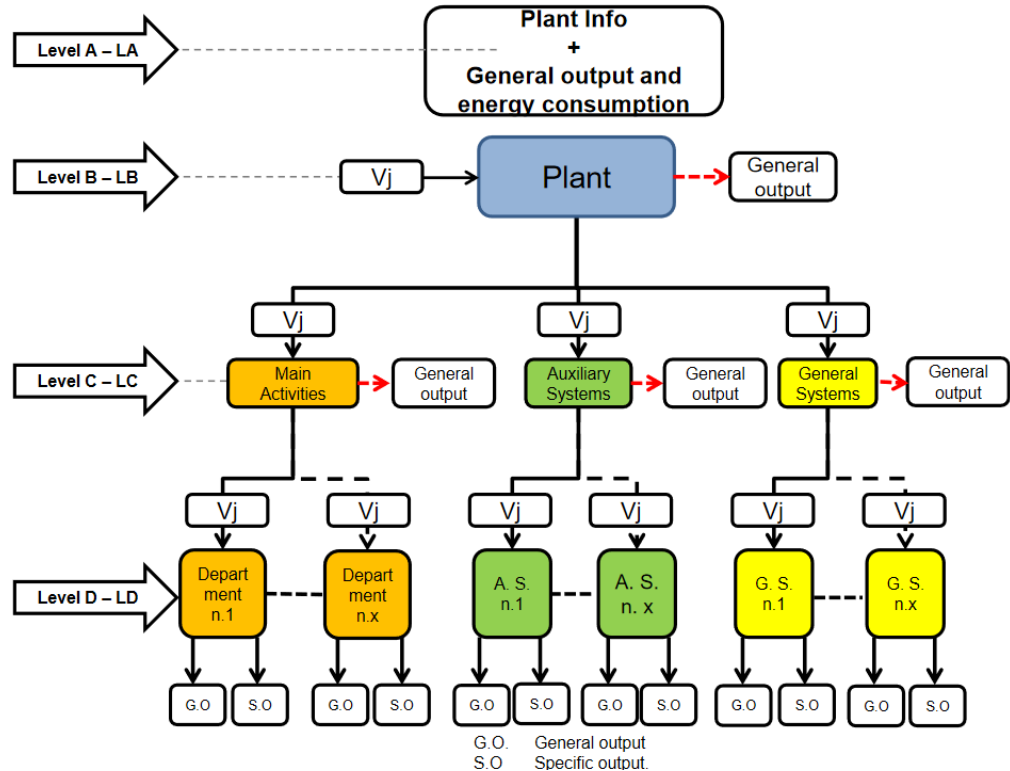 Level A – LA
Plant Info
+
General output and
energy consumption
Level B – LB
Vj
Plant
General
output
Vj
Vj
Vj
Level C – LC
Main
Activities
General
output
Auxiliary
Systems
General
output
General
Systems
General
output
Vj
Vj
Vj
Vj
Vj
Vj
Level D – LD
Depart
ment
n.1
Depart
ment
n.x
A. S.
n.1
A. S.
n. x
G. S.
n.1
G. S.
n.x
G.O
S.O
G.O
S.O
G.O
S.O
G.O
S.O
G.O
S.O
G.O
S.O
G.O. General output
S.O Specific output.